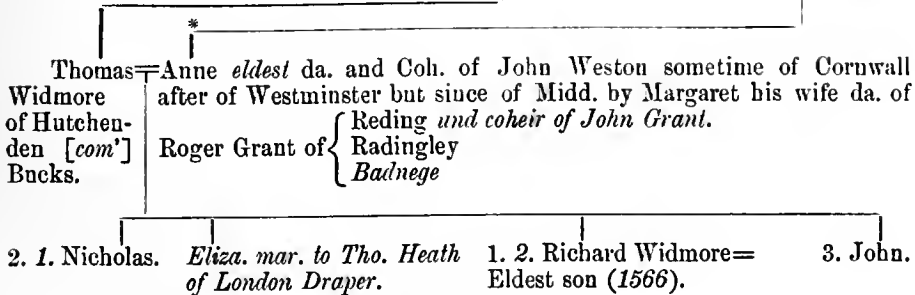 *
Thomas=Anne eldest da. and Coh. of John Weston sometime of Cornwall
Widmore after of Westminster but since of Midd. by Margaret his wife da. of
of Hutchen- { Reding und coheir of John Grant.
den [com'] Roger Grant of { Radingley
Bucks. { Badnege
2. 1. Nicholas. Eliza. mar. to Tho. Heath 1. 2. Richard Widmore= 3. John.
of London Draper. Eldest son (1566).